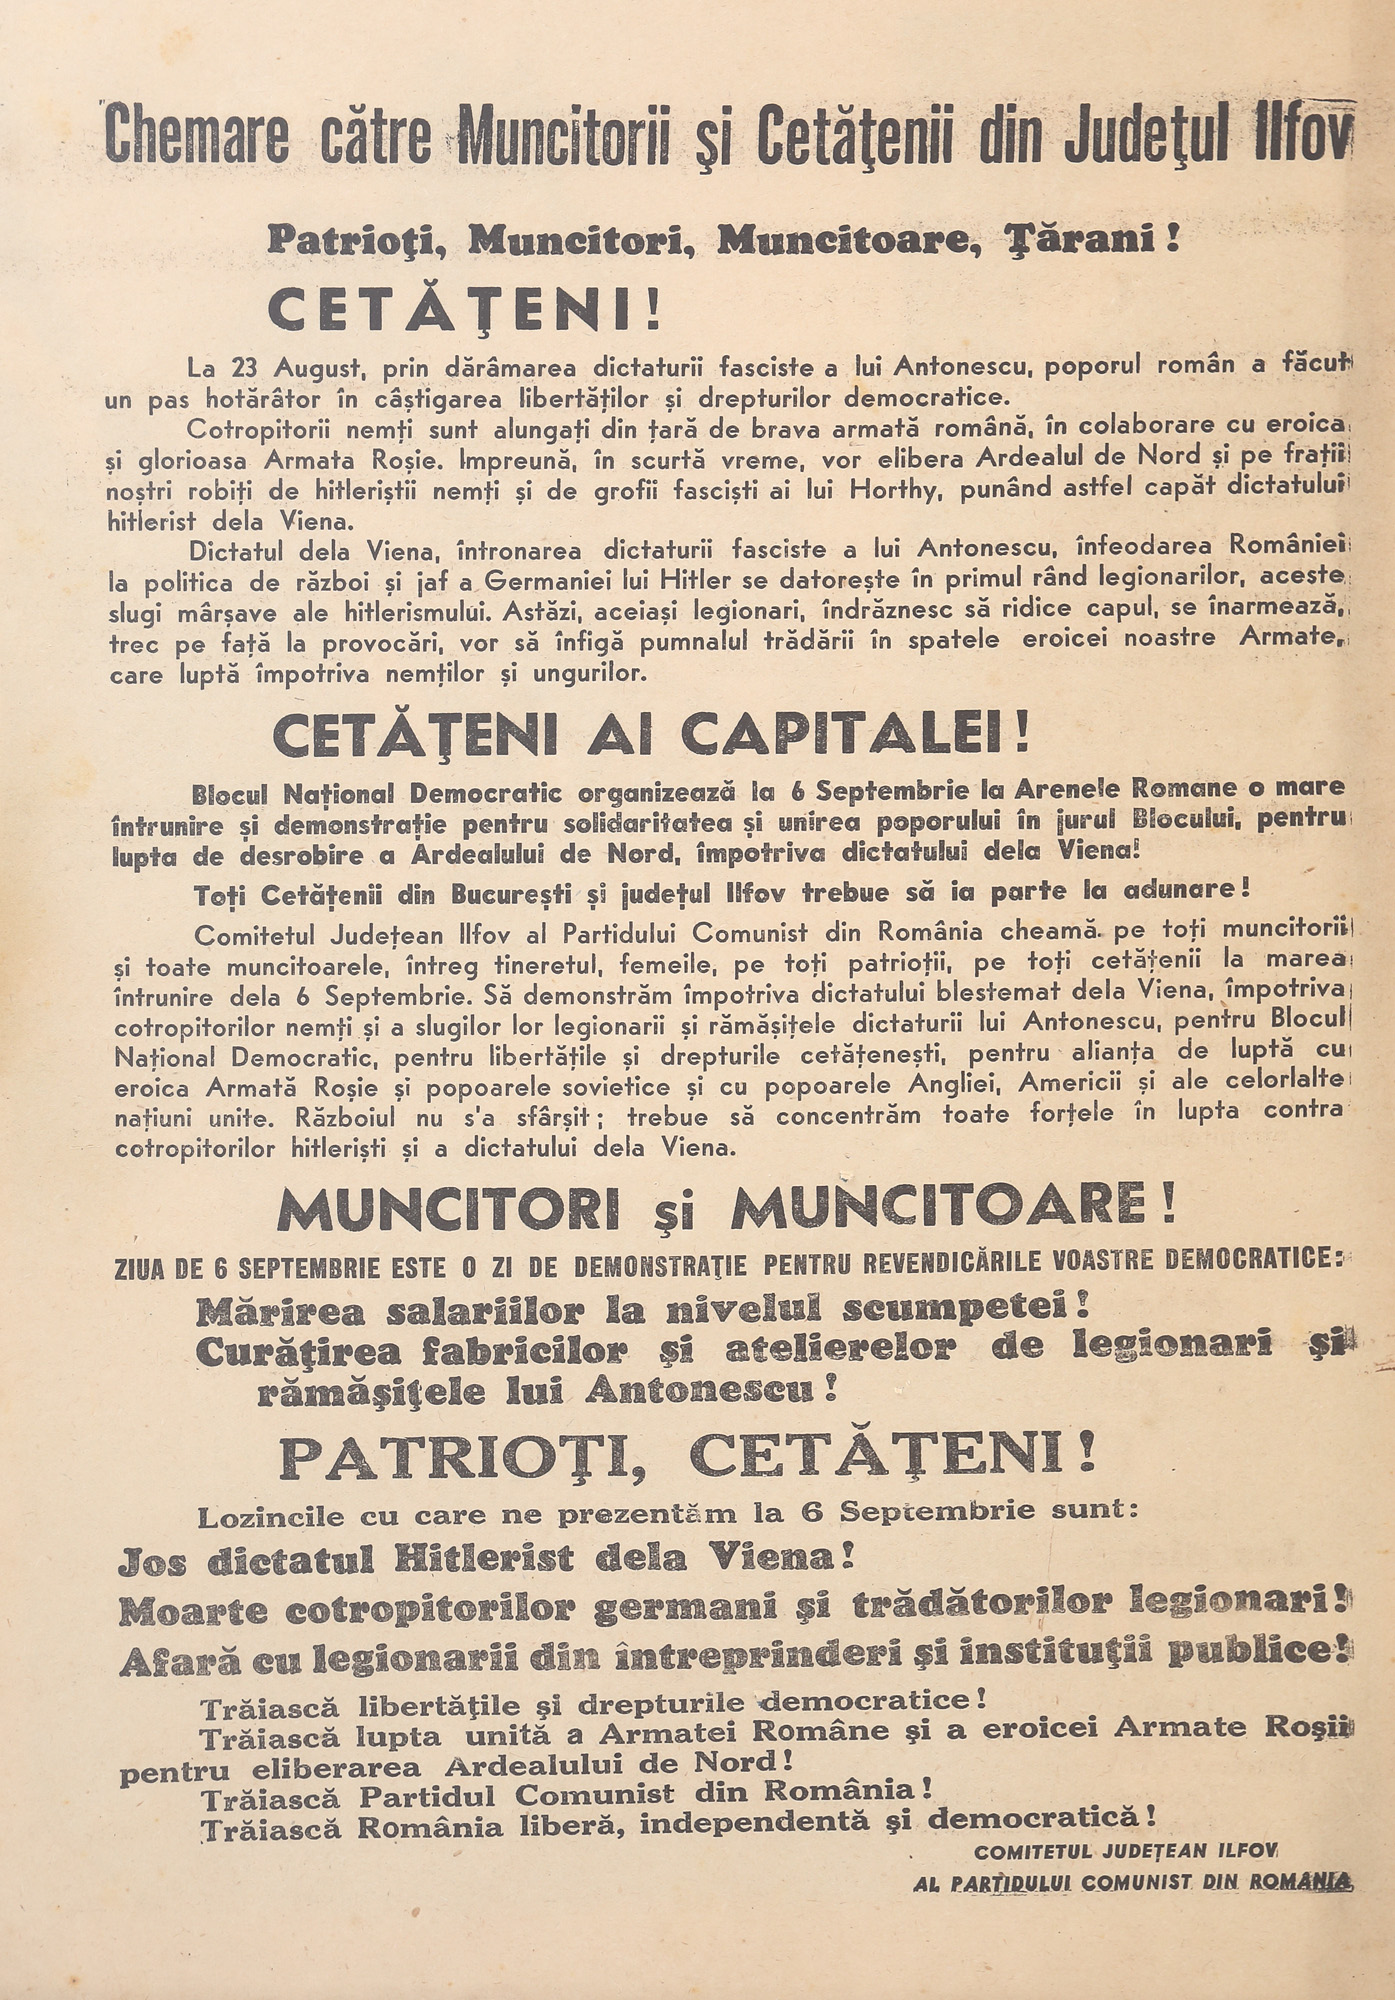 Chemare către Muncitorii şi Cetăţenii din Judeţul Ilfov
Patrioţi, Muncitori, Muncitoare, Ţărani !
CETĂŢENI !
La 23 August, prin dărâmarea dictaturii fasciste a lui Antonescu, poporul român a făcut
un pas hotărâtor în câştigarea libertăţilor şi drepturilor democratice.
Cotropitorii nemţi sunt alungaţi din ţară de brava armată română, în colaborare cu eroica
şi glorioasa Armata Roşie. Impreună, în scurtă vreme, vor elibera Ardealul de Nord şi pe fraţii
noştri robiţi de hitleriştii nemţi şi de grofii fascişti ai lui Horthy, punând astfel capăt dictatului
hitlerist dela Viena.
Dictatul dela Viena, întronarea dictaturii fasciste a lui Antonescu, înfeodarea României
la politica de război şi jaf a Germaniei lui Hitler se datoreşte în primul rând legionarilor, aceste
slugi mârşave ale hitlerismului. Astăzi, aceiaşi legionari, îndrăznesc să ridice capul, se înarmează,
trec pe faţă la provocări, vor să înfigă pumnalul trădării în spatele eroicei noastre Armate,
care luptă împotriva nemţilor şi ungurilor.
CETĂŢENI AI CAPITALEI !
Blocul Naţional Democratic organizează la 6 Septembrie la Arenele Romane o mare
întrunire şi demonstraţie pentru solidaritatea şi unirea poporului în jurul Blocului, pentru
lupta de desrobire a Ardealului de Nord, împotriva dictatului dela Viena!
Toţi Cetăţenii din Bucureşti şi judeţul Ilfov trebue să ia parte la adunare !
Comitetul Judeţean Ilfov al Partidului Comunist din România cheamă pe toţi muncitorii
şi toate muncitoarele, întreg tineretul, femeile, pe toţi patrioţii, pe toţi cetăţenii la marea
întrunire dela 6 Septembrie. Să demonstrăm împotriva dictatului blestemat dela Viena, împotriva
cotropitorilor nemţi şi a slugilor lor legionarii şi rămăşiţele dictaturii lui Antonescu, pentru Blocul
Naţional Democratic, pentru libertăţile şi drepturile cetăţeneşti, pentru alianţa de luptă cu
eroica Armată Roşie şi popoarele sovietice şi cu popoarele Angliei, Americii şi ale celorlalte
naţiuni unite. Războiul nu s'a sfârşit ; trebue să concentrăm toate forţele în lupta contra
cotropitorilor hitlerişti şi a dictatului dela Viena.
MUNCITORI şi MUNCITOARE !
ZIUA DE 6 SEPTEMBRIE ESTE O ZI DE DEMONSTRAŢIE PENTRU REVENDICĂRILE VOASTRE DEMOCRATICE:
Mărirea salariilor la nivelul scumpetei !
Curăţirea fabricilor şi atelierelor de legionari şi
rămăşiţele lui Antonescu !
PATRIOŢI, CETĂŢENI !
Lozincile cu care ne prezentăm la 6 Septembrie sunt:
Jos dictatul Hitlerist dela Viena !
Moarte cotropitorilor germani şi trădătorilor legionari!
Afară cu legionarii din întreprinderi şi instituţii publice!
Trăiască libertăţile şi drepturile democratice !
Trăiască lupta unită a Armatei Române şi a eroicei Armate Roşii
pentru eliberarea Ardealului de Nord !
Trăiască Partidul Comunist din România !
Trăiască România liberă, independentă şi democratică !
COMITETUL JUDEŢEAN ILFOV
AL PARTIDULUI COMUNIST DIN ROMÂNIA